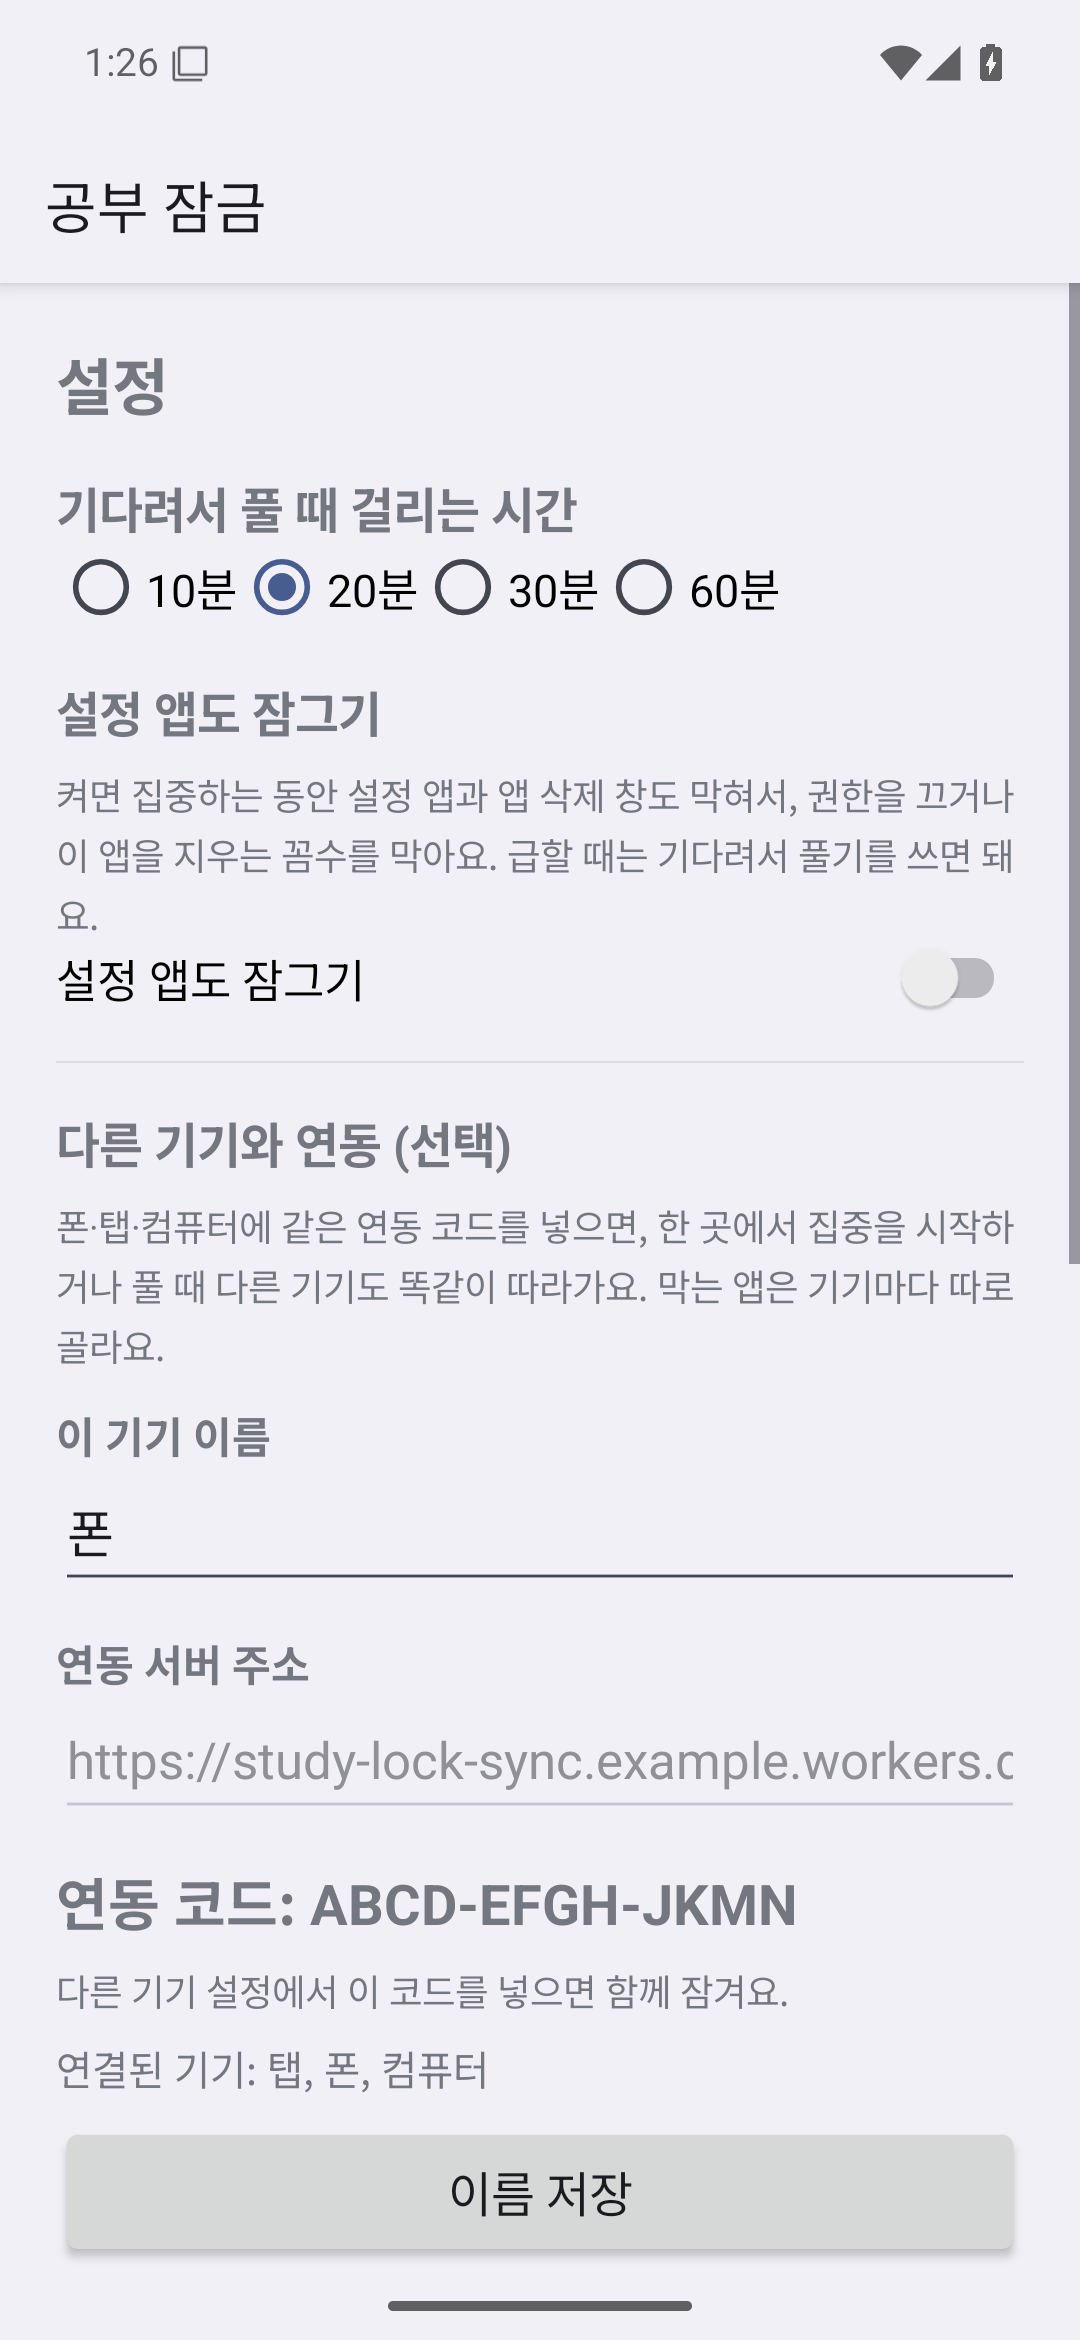 1:26
공부 잠금
설정
기다려서 풀 때 걸리는 시간
10분 20분 30분 60분
설정 앱도 잠그기
켜면 집중하는 동안 설정 앱과 앱 삭제 창도 막혀서, 권한을 끄거나
이 앱을 지우는 꼼수를 막아요. 급할 때는 기다려서 풀기를 쓰면 돼
요.
설정 앱도 잠그기
다른 기기와 연동 (선택)
폰·탭·컴퓨터에 같은 연동 코드를 넣으면, 한 곳에서 집중을 시작하
거나 풀 때 다른 기기도 똑같이 따라가요. 막는 앱은 기기마다 따로
골라요.
이 기기 이름
폰
연동 서버 주소
https://study-lock-sync.example.workers.
연동 코드: ABCD-EFGH-JKMN
다른 기기 설정에서 이 코드를 넣으면 함께 잠겨요.
연결된 기기: 탭, 폰, 컴퓨터
이름 저장